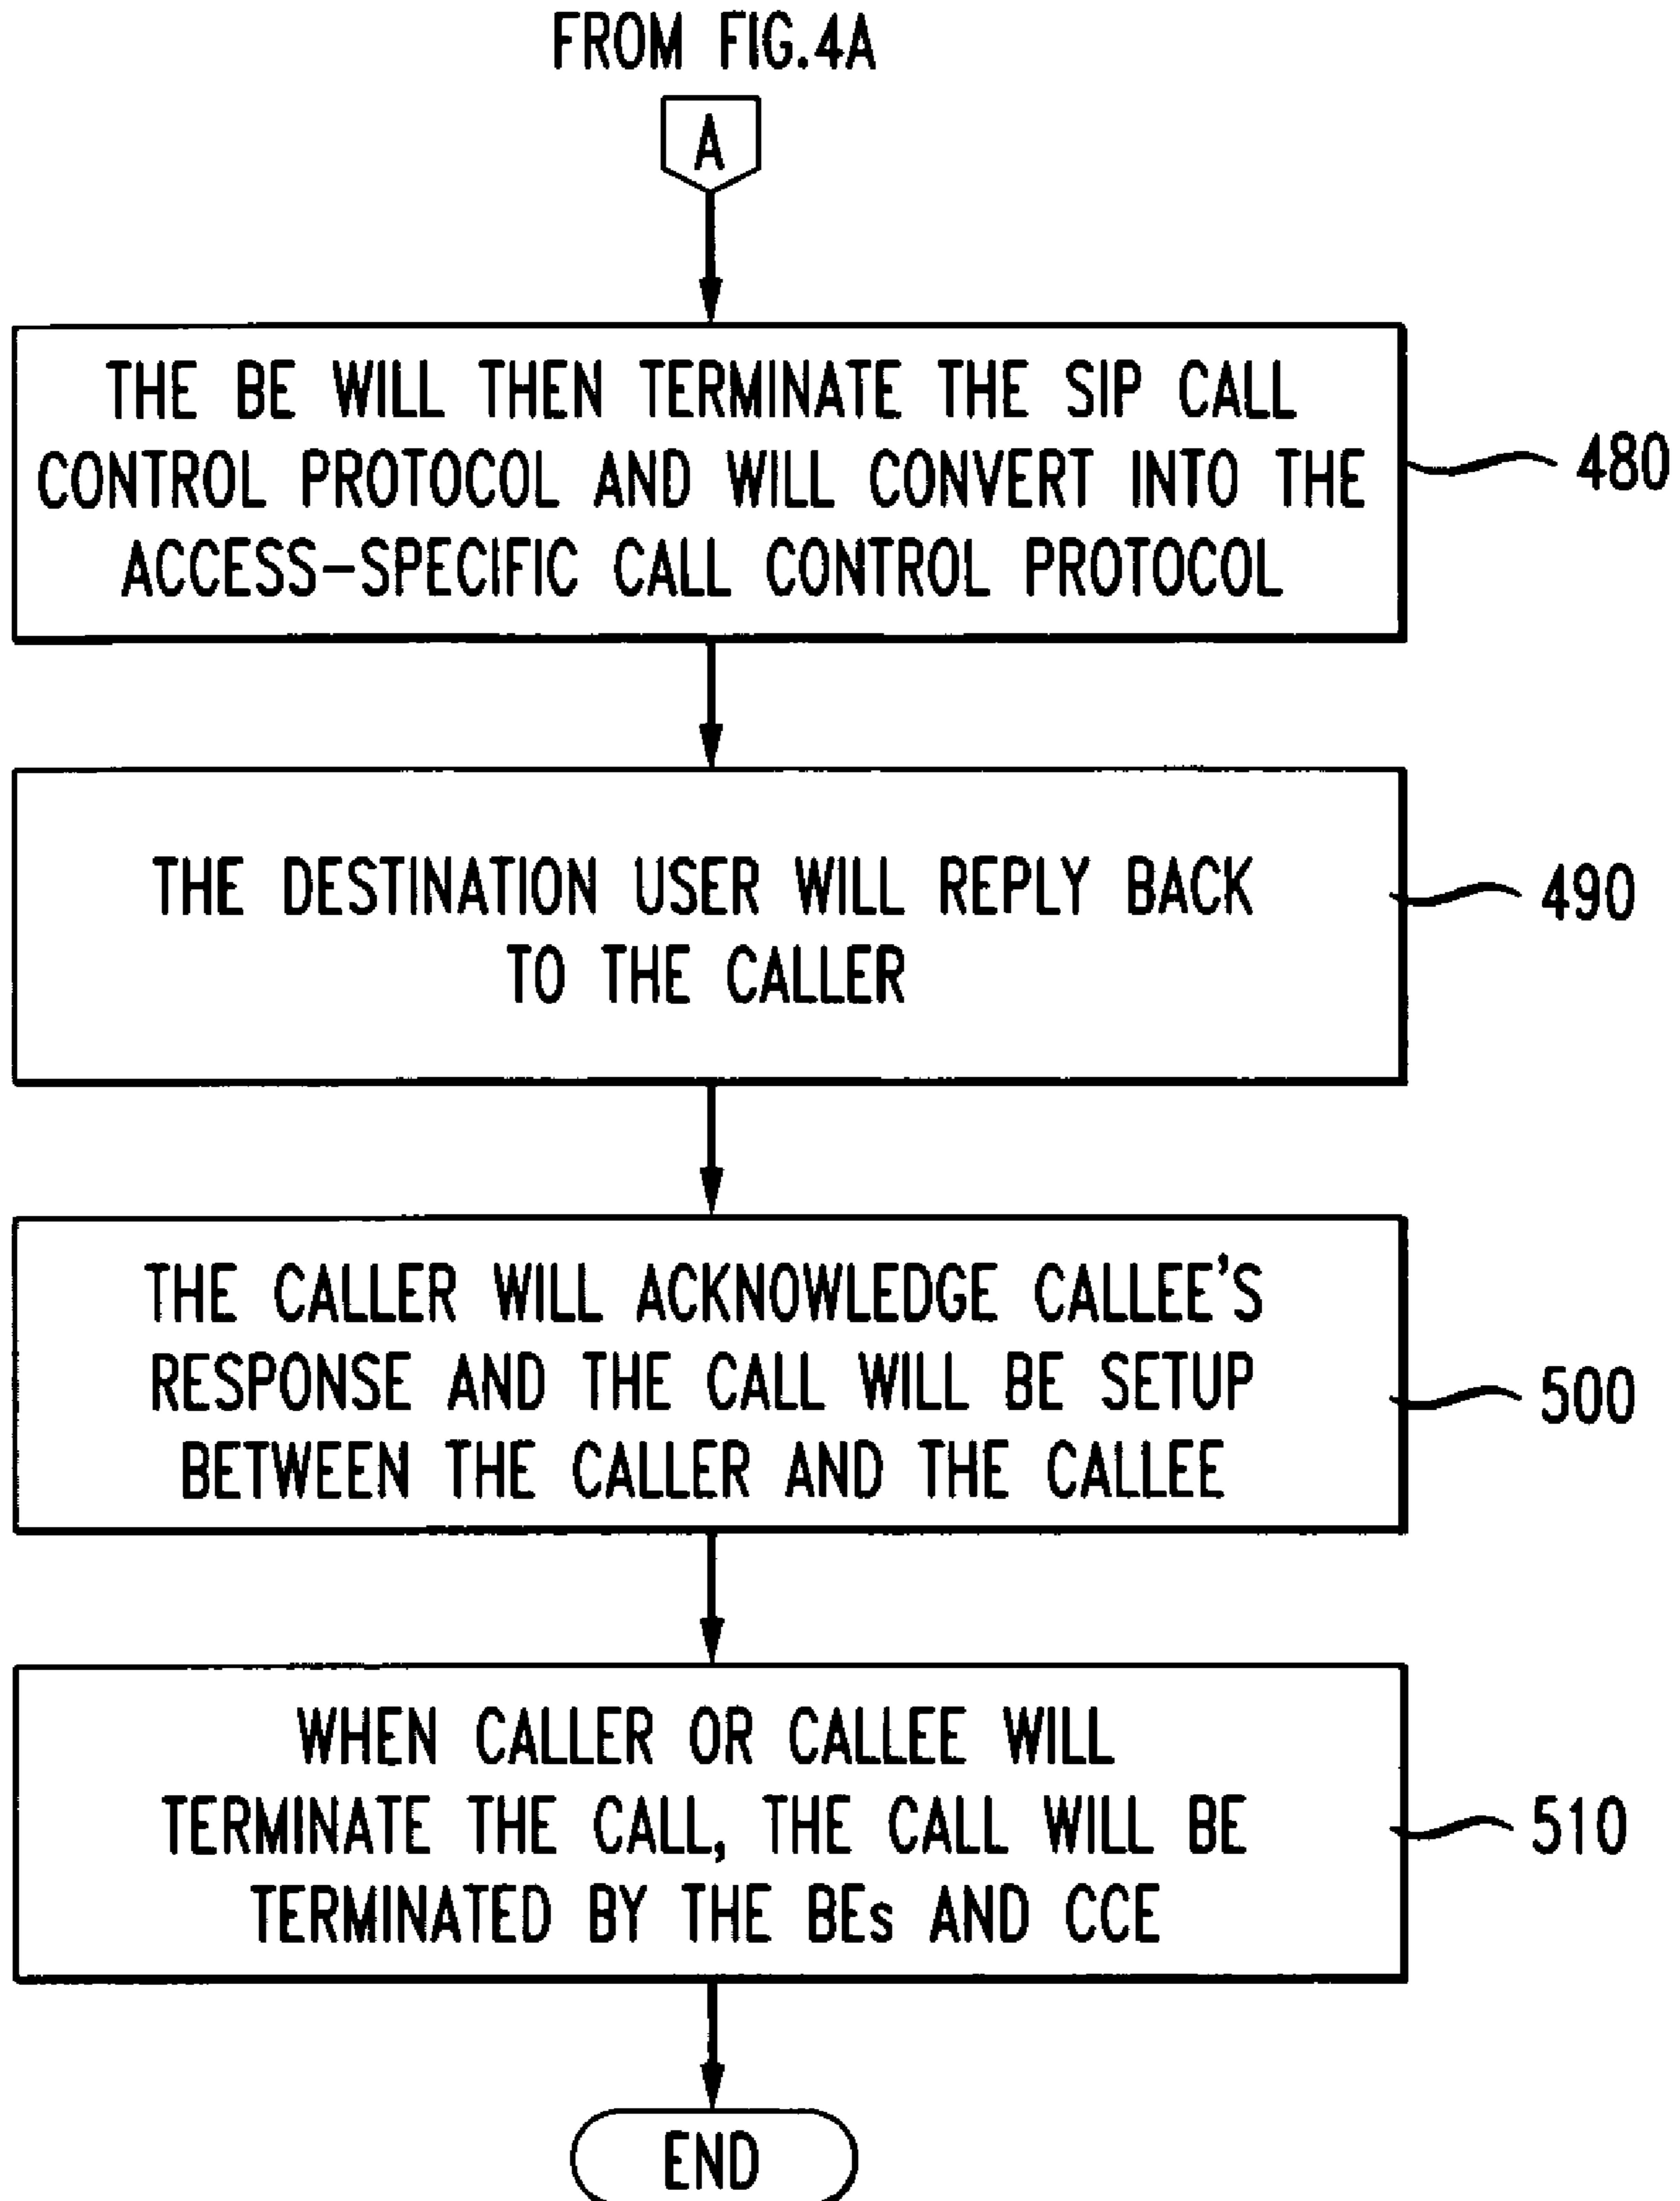 FROM FIG.4A
A
THE BE WILL THEN TERMINATE THE SIP CALL
CONTROL PROTOCOL AND WILL CONVERT INTO THE
ACCESS-SPECIFIC CALL CONTROL PROTOCOL
480
THE DESTINATION USER WILL REPLY BACK
TO THE CALLER
490
THE CALLER WILL ACKNOWLEDGE CALLEE'S
RESPONSE AND THE CALL WILL BE SETUP
BETWEEN THE CALLER AND THE CALLEE
500
WHEN CALLER OR CALLEE WILL
TERMINATE THE CALL, THE CALL WILL BE
TERMINATED BY THE BEs AND CCE
510
END